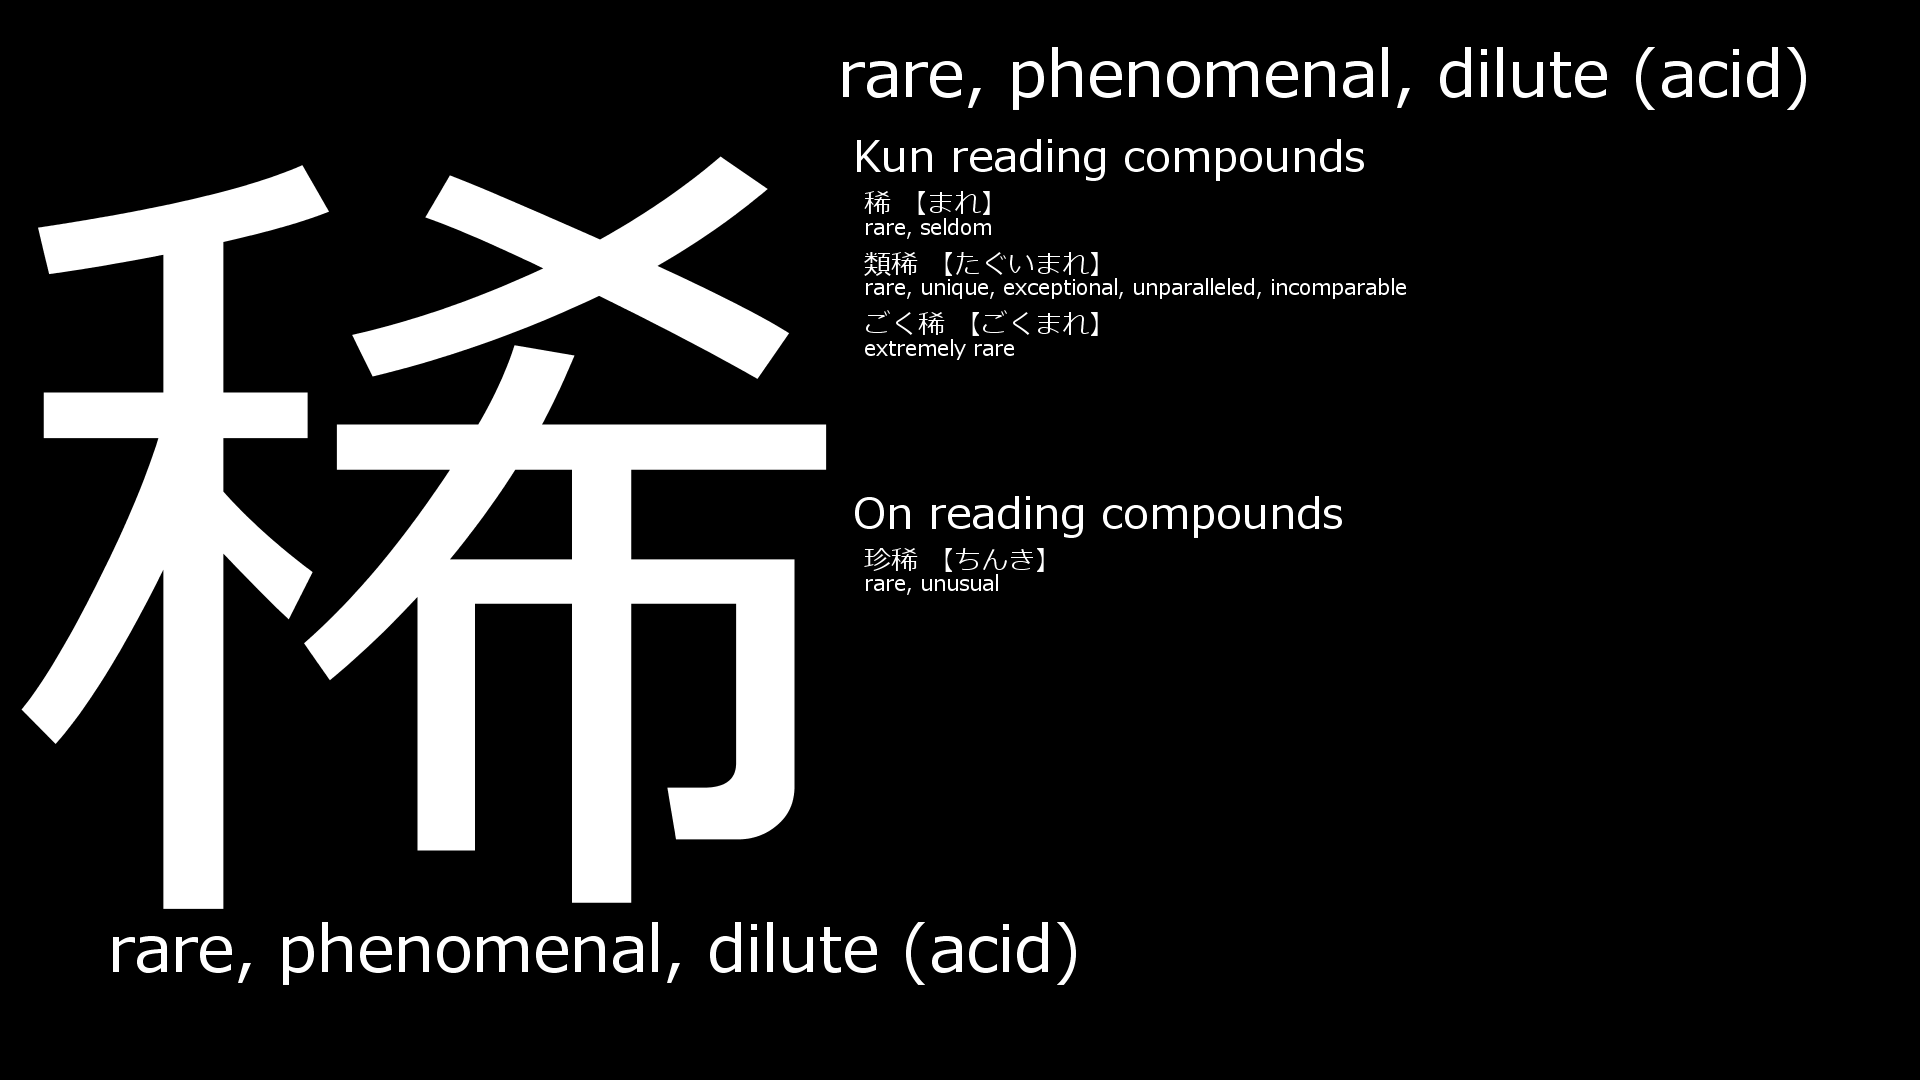 稀
rare, phenomenal, dilute (acid)
Kun reading compounds
稀 【まれ】
rare, seldom
類稀 【たぐいまれ】
rare, unique, exceptional, unparalleled, incomparable
ごく稀 【ごくまれ】
extremely rare
On reading compounds
珍稀 【ちんき】
rare, unusual
rare, phenomenal, dilute (acid)